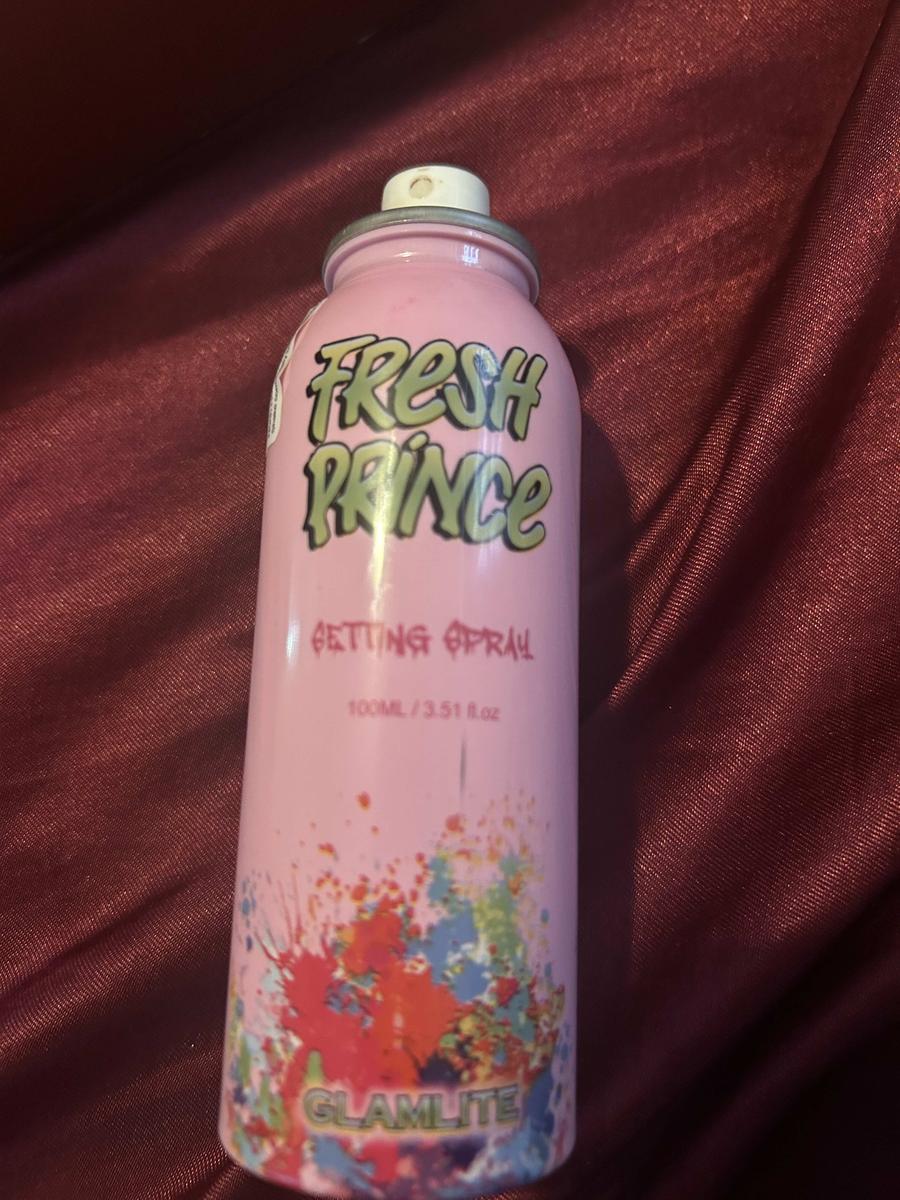 FRESH
PRINCE
SETTING SPRAY
100ML / 3.51 fl.oz
GLAMLITE